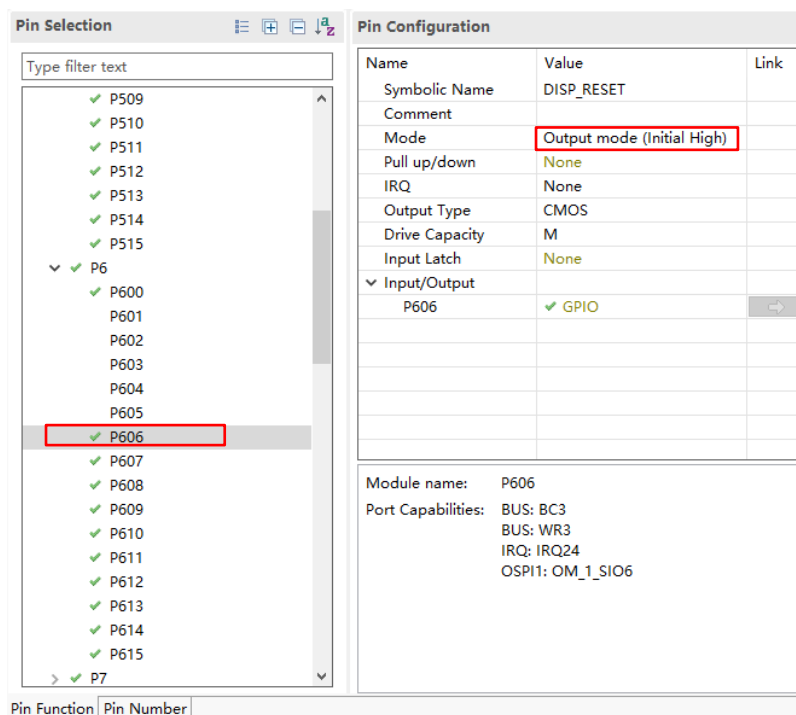 Pin Selection
Type filter text
P509
P510
P511
P512
P513
P514
P515
P6
P600
P601
P602
P603
P604
P605
P606
P607
P608
P609
P610
P611
P612
P613
P614
P615
P7
Pin Function Pin Number
Pin Configuration
Name Value Link
Symbolic Name DISP_RESET
Comment
Mode Output mode (Initial High)
Pull up/down None
IRQ None
Output Type CMOS
Drive Capacity M
Input Latch None
Input/Output
P606 GPIO
Module name: P606
Port Capabilities: BUS: BC3
BUS: WR3
IRQ: IRQ24
OSPI1: OM_1_SIO6